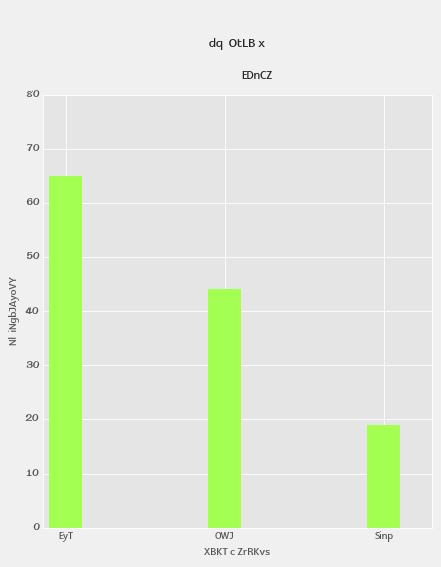 dq OtLB x
EDnCZ
80
70
60
50
40
30
20
10
0
Nl iNgbJAyoVY
EyT OWJ Sinp
XBKT c ZrRKvs